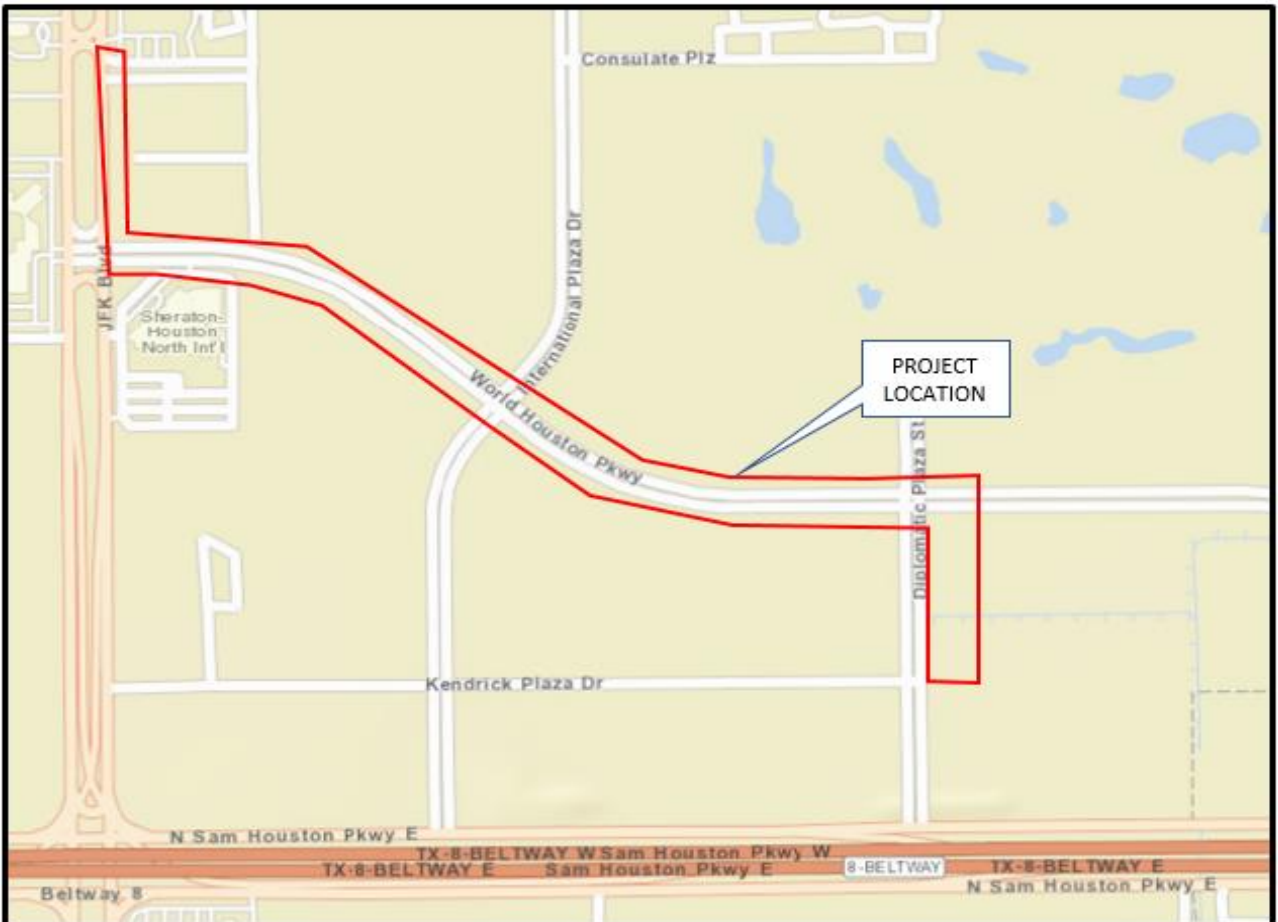 Consulate Plz
International Plaza Dr
JFK Blvd
Sheraton-
Houston
North Int'l
PROJECT
LOCATION
World Houston Pkwy
Diplomatic Plaza St
Kendrick Plaza Dr
N Sam Houston Pkwy E
TX-8-BELTWAY W Sam Houston Pkwy W
TX-8-BELTWAY E Sam Houston Pkwy E 8-BELTWAY TX-8-BELTWAY E
Beltway 8 N Sam Houston Pkwy E